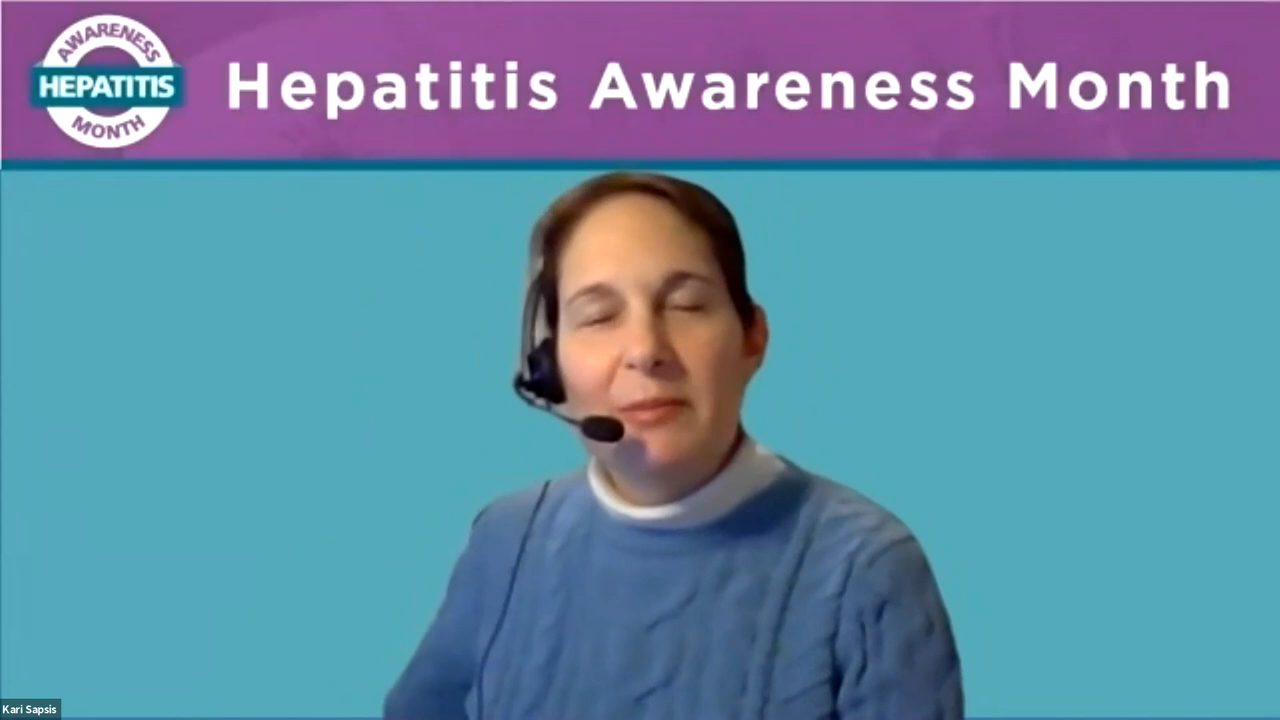 AWARENESS
HEPATITIS
MONTH
Hepatitis Awareness Month
Kari Sapsis